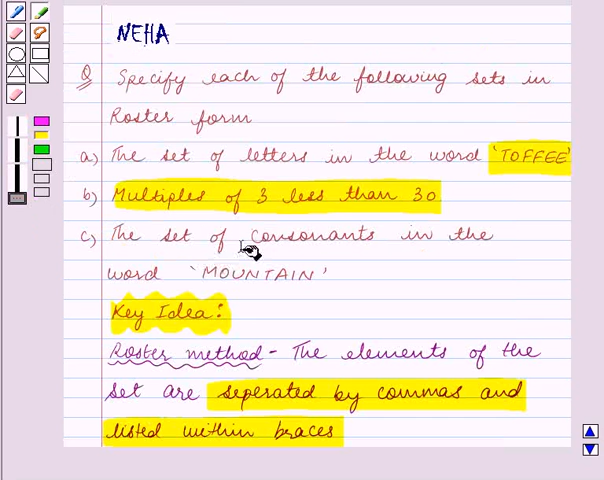 NEHA
Q Specify each of the following sets in
Roster form
a) The set of letters in the word 'TOFFEE'
b) Multiples of 3 less than 30
c) The set of consonants in the
word 'MOUNTAIN'
Key Idea:
Roster method - The elements of the
set are seperated by commas and
listed within braces